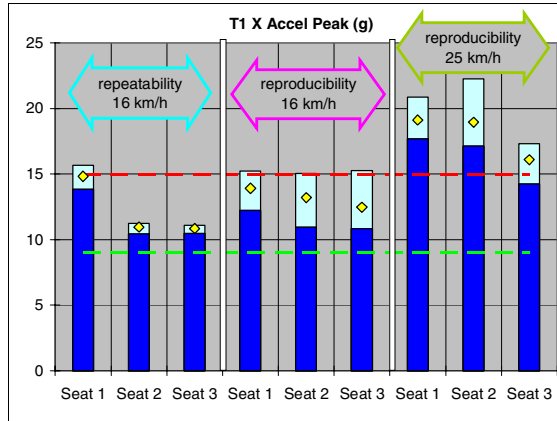 T1 X Accel Peak (g)
25
20
15
10
5
0
repeatability
16 km/h
reproducibility
16 km/h
reproducibility
25 km/h
Seat 1 Seat 2 Seat 3 Seat 1 Seat 2 Seat 3 Seat 1 Seat 2 Seat 3